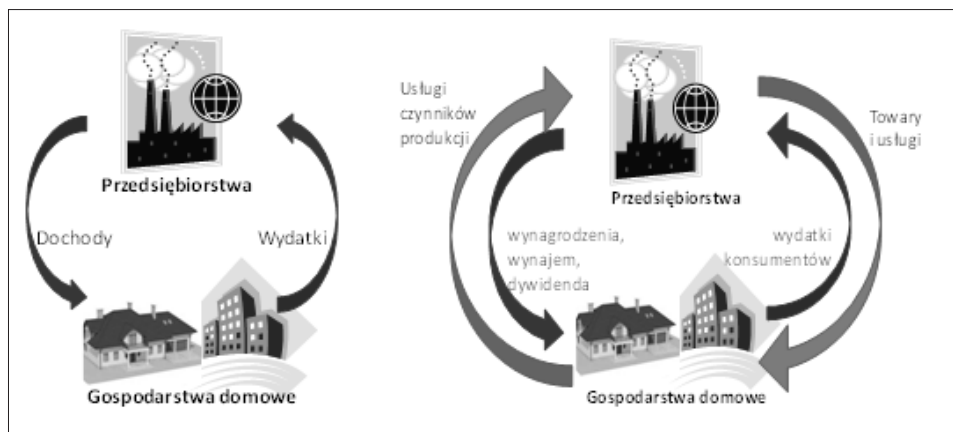 Przedsiębiorstwa
Dochody
Wydatki
Gospodarstwa domowe
Usługi
czynników
produkcji
Towary
i usługi
Przedsiębiorstwa
wynagrodzenia,
wynajem,
dywidenda
wydatki
konsumentów
Gospodarstwa domowe